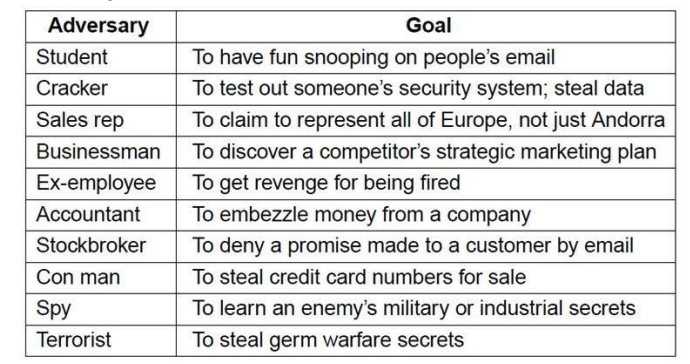 Adversary Goal
Student To have fun snooping on people's email
Cracker To test out someone's security system; steal data
Sales rep To claim to represent all of Europe, not just Andorra
Businessman To discover a competitor's strategic marketing plan
Ex-employee To get revenge for being fired
Accountant To embezzle money from a company
Stockbroker To deny a promise made to a customer by email
Con man To steal credit card numbers for sale
Spy To learn an enemy's military or industrial secrets
Terrorist To steal germ warfare secrets